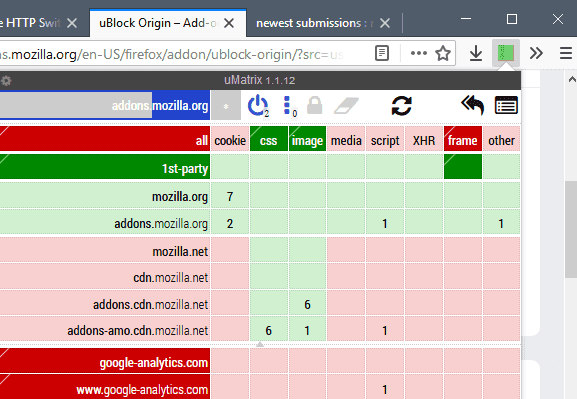 e HTTP Swit
uBlock Origin – Add-o
newest submissions : r
ns.mozilla.org/en-US/firefox/addon/ublock-origin/?src=us
uMatrix 1.1.12
addons.mozilla.org * 2 0
all cookie css image media script XHR frame other
1st-party
mozilla.org 7
addons.mozilla.org 2 1 1
mozilla.net
cdn.mozilla.net
addons.cdn.mozilla.net 6
addons-amo.cdn.mozilla.net 6 1 1
google-analytics.com
www.google-analytics.com 1